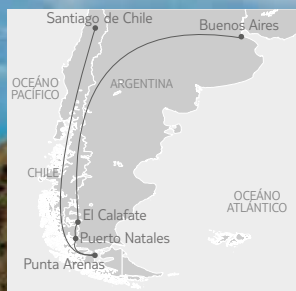 Santiago de Chile
Buenos Aires
OCEÁNO
PACÍFICO
ARGENTINA
CHILE
OCEÁNO
ATLÁNTICO
El Calafate
Puerto Natales
Punta Arenas